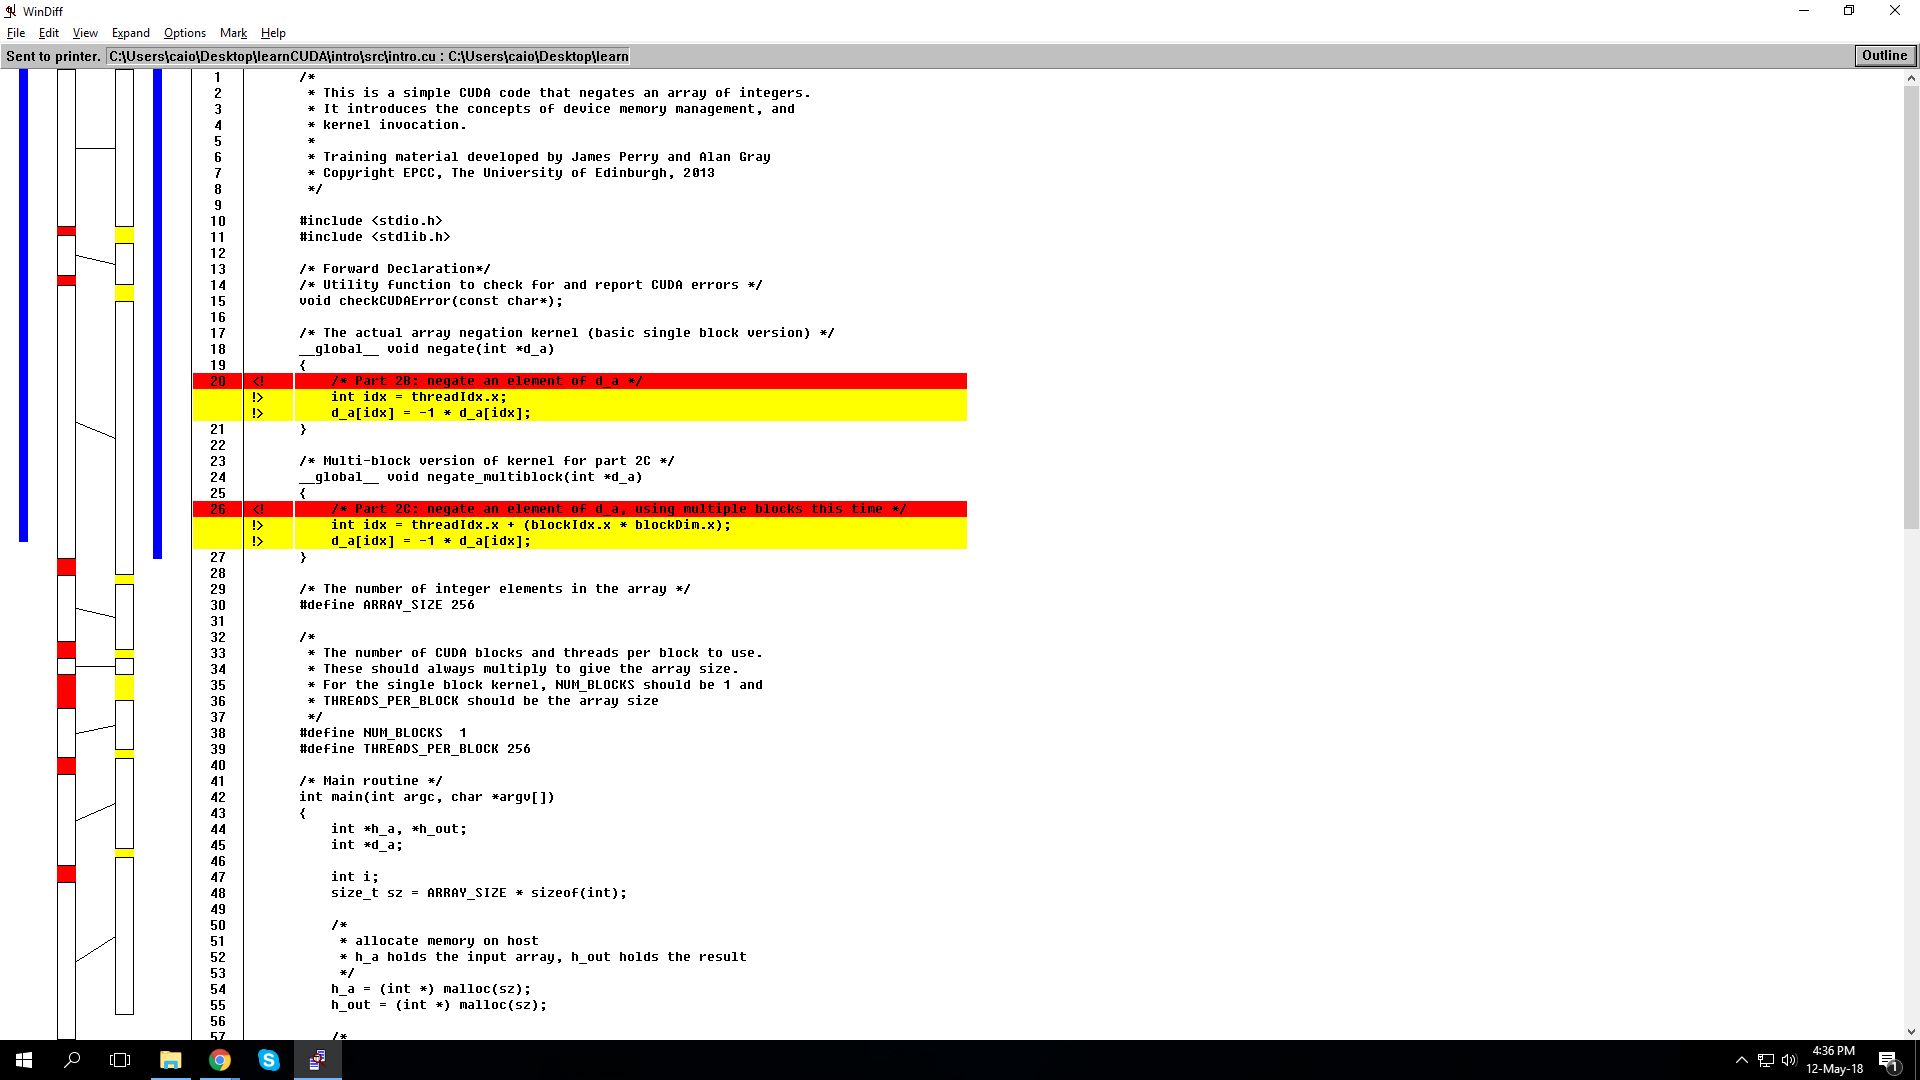 WinDiff
File Edit View Expand Options Mark Help
Sent to printer. C:\Users\caio\Desktop\learnCUDA\intro\src\intro.cu : C:\Users\caio\Desktop\learn Outline
1 /*
2 * This is a simple CUDA code that negates an array of integers.
3 * It introduces the concepts of device memory management, and
4 * kernel invocation.
5 *
6 * Training material developed by James Perry and Alan Gray
7 * Copyright EPCC, The University of Edinburgh, 2013
8 */
9
10 #include <stdio.h>
11 #include <stdlib.h>
12
13 /* Forward Declaration*/
14 /* Utility function to check for and report CUDA errors */
15 void checkCUDAError(const char*);
16
17 /* The actual array negation kernel (basic single block version) */
18 __global__ void negate(int *d_a)
19 {
20 <! /* Part 2B: negate an element of d_a */
!> int idx = threadIdx.x;
!> d_a[idx] = -1 * d_a[idx];
21 }
22
23 /* Multi-block version of kernel for part 2C */
24 __global__ void negate_multiblock(int *d_a)
25 {
26 <! /* Part 2C: negate an element of d_a, using multiple blocks this time */
!> int idx = threadIdx.x + (blockIdx.x * blockDim.x);
!> d_a[idx] = -1 * d_a[idx];
27 }
28
29 /* The number of integer elements in the array */
30 #define ARRAY_SIZE 256
31
32 /*
33 * The number of CUDA blocks and threads per block to use.
34 * These should always multiply to give the array size.
35 * For the single block kernel, NUM_BLOCKS should be 1 and
36 * THREADS_PER_BLOCK should be the array size
37 */
38 #define NUM_BLOCKS  1
39 #define THREADS_PER_BLOCK 256
40
41 /* Main routine */
42 int main(int argc, char *argv[])
43 {
44 int *h_a, *h_out;
45 int *d_a;
46
47 int i;
48 size_t sz = ARRAY_SIZE * sizeof(int);
49
50 /*
51 * allocate memory on host
52 * h_a holds the input array, h_out holds the result
53 */
54 h_a = (int *) malloc(sz);
55 h_out = (int *) malloc(sz);
56
57 /*
4:36 PM
12-May-18
1